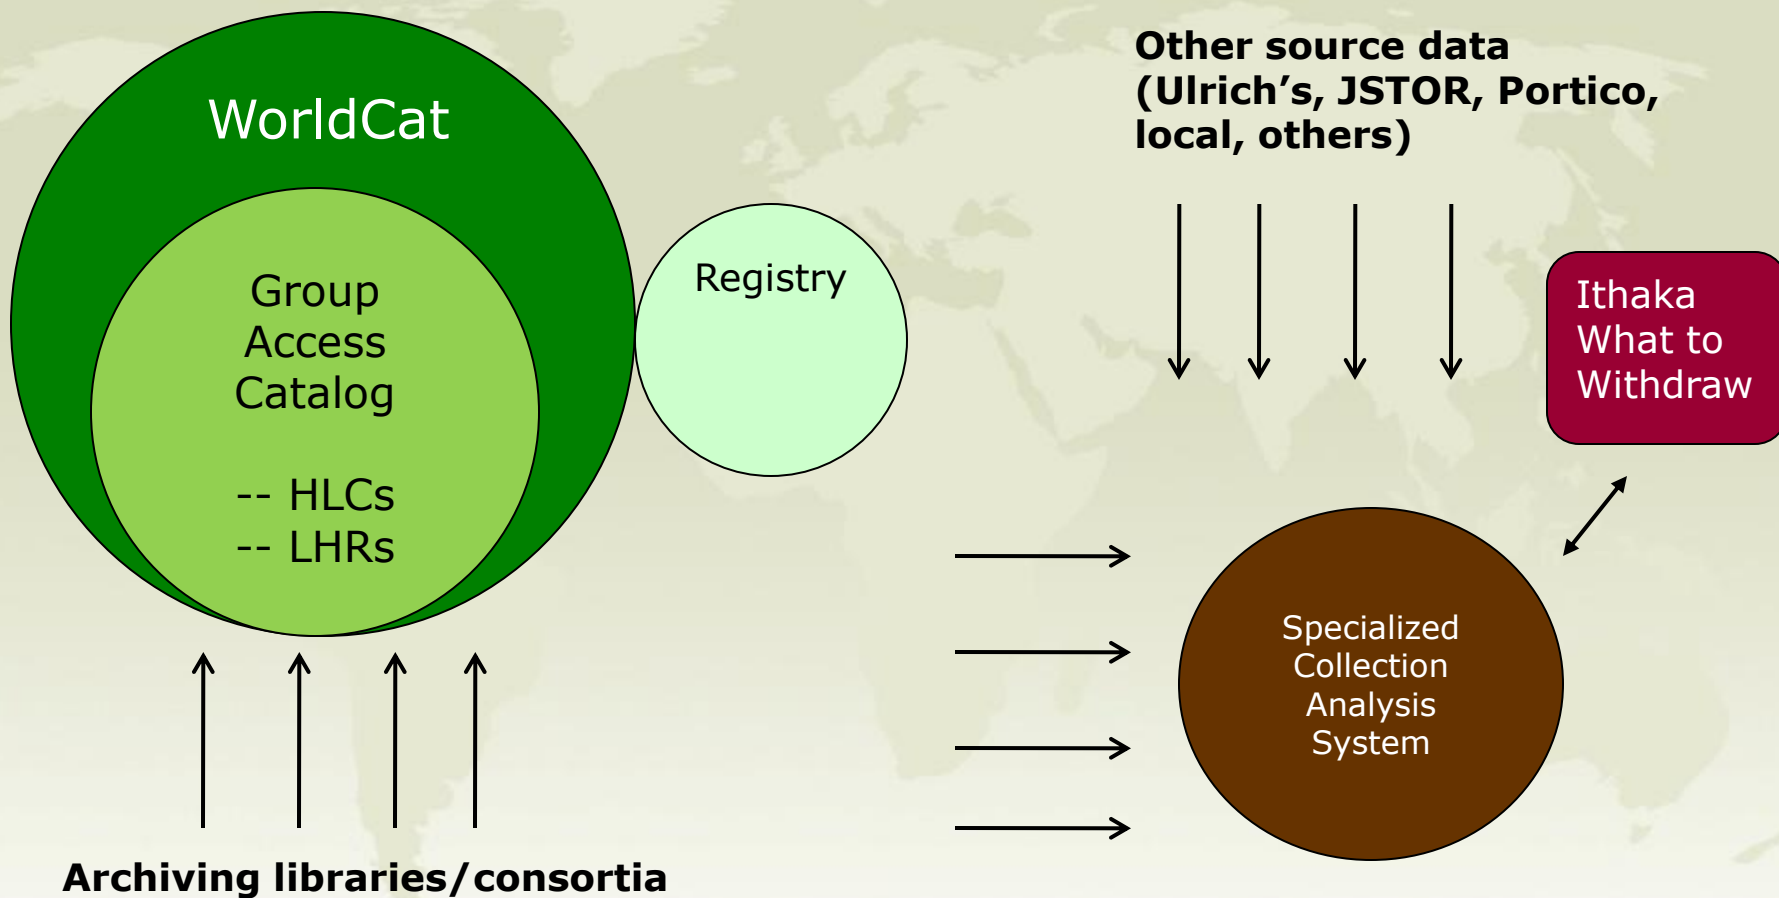 WorldCat
Group
Access
Catalog
-- HLCs
-- LHRs
Registry
Other source data
(Ulrich’s, JSTOR, Portico,
local, others)
Ithaka
What to
Withdraw
Specialized
Collection
Analysis
System
Archiving libraries/consortia